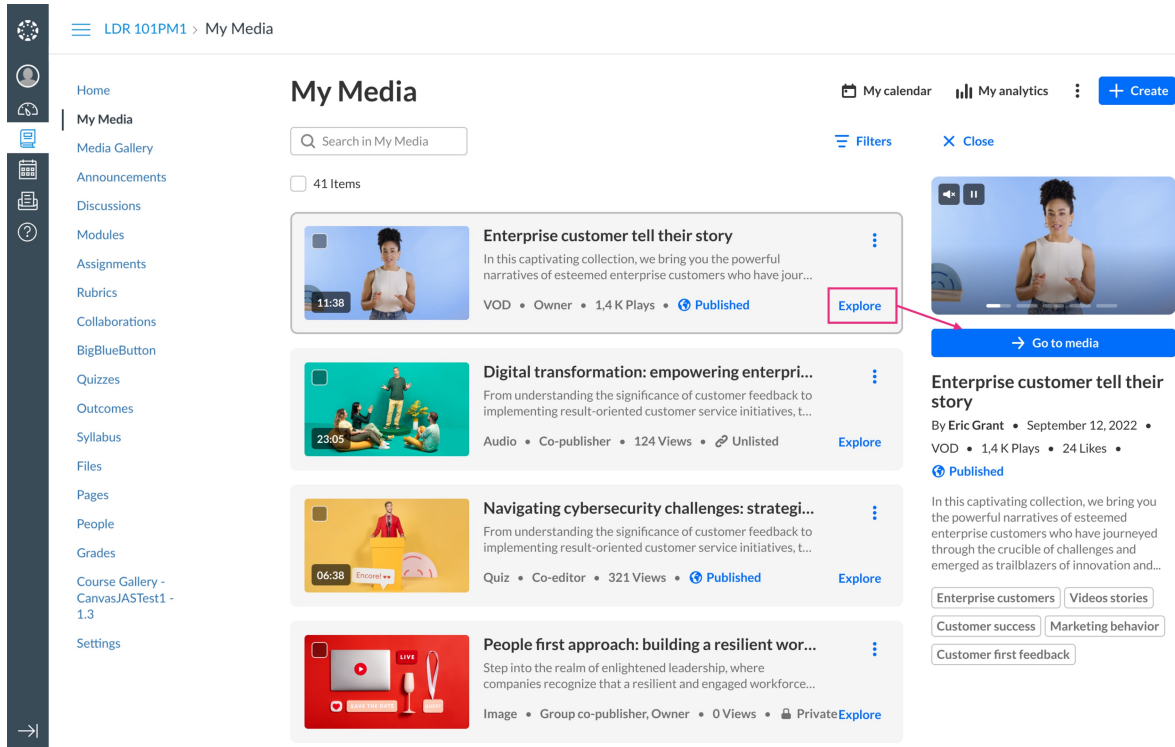 LDR 101PM1 > My Media
Home
My Media
Media Gallery
Announcements
Discussions
Modules
Assignments
Rubrics
Collaborations
BigBlueButton
Quizzes
Outcomes
Syllabus
Files
Pages
People
Grades
Course Gallery -
CanvasJASTest1 -
1.3
Settings
My Media
My calendar
My analytics
+ Create
Search in My Media
Filters
Close
41 Items
11:38
Enterprise customer tell their story
In this captivating collection, we bring you the powerful
narratives of esteemed enterprise customers who have jour...
VOD • Owner • 1,4 K Plays • Published
Explore
23:05
Digital transformation: empowering enterpri...
From understanding the significance of customer feedback to
implementing result-oriented customer service initiatives, t...
Audio • Co-publisher • 124 Views • Unlisted
Explore
06:38
Encore!
Navigating cybersecurity challenges: strategi...
From understanding the significance of customer feedback to
implementing result-oriented customer service initiatives, t...
Quiz • Co-editor • 321 Views • Published
Explore
LIVE
SAVE THE DATE
People first approach: building a resilient wor...
Step into the realm of enlightened leadership, where
companies recognize that a resilient and engaged workforce...
Image • Group co-publisher, Owner • 0 Views • Private
Explore
→ Go to media
Enterprise customer tell their
story
By Eric Grant • September 12, 2022 •
VOD • 1,4 K Plays • 24 Likes •
Published
In this captivating collection, we bring you
the powerful narratives of esteemed
enterprise customers who have journeyed
through the crucible of challenges and
emerged as trailblazers of innovation and...
Enterprise customers
Videos stories
Customer success
Marketing behavior
Customer first feedback